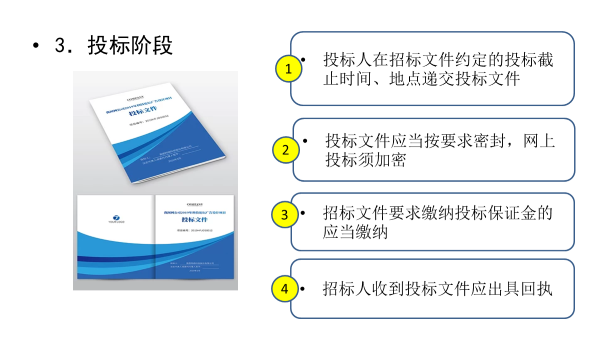 3. 投标阶段
投标文件
投标文件
1
投标人在招标文件约定的投标截
止时间、地点递交投标文件
2
投标文件应当按要求密封，网上
投标须加密
3
招标文件要求缴纳投标保证金的
应当缴纳
4
招标人收到投标文件应出具回执